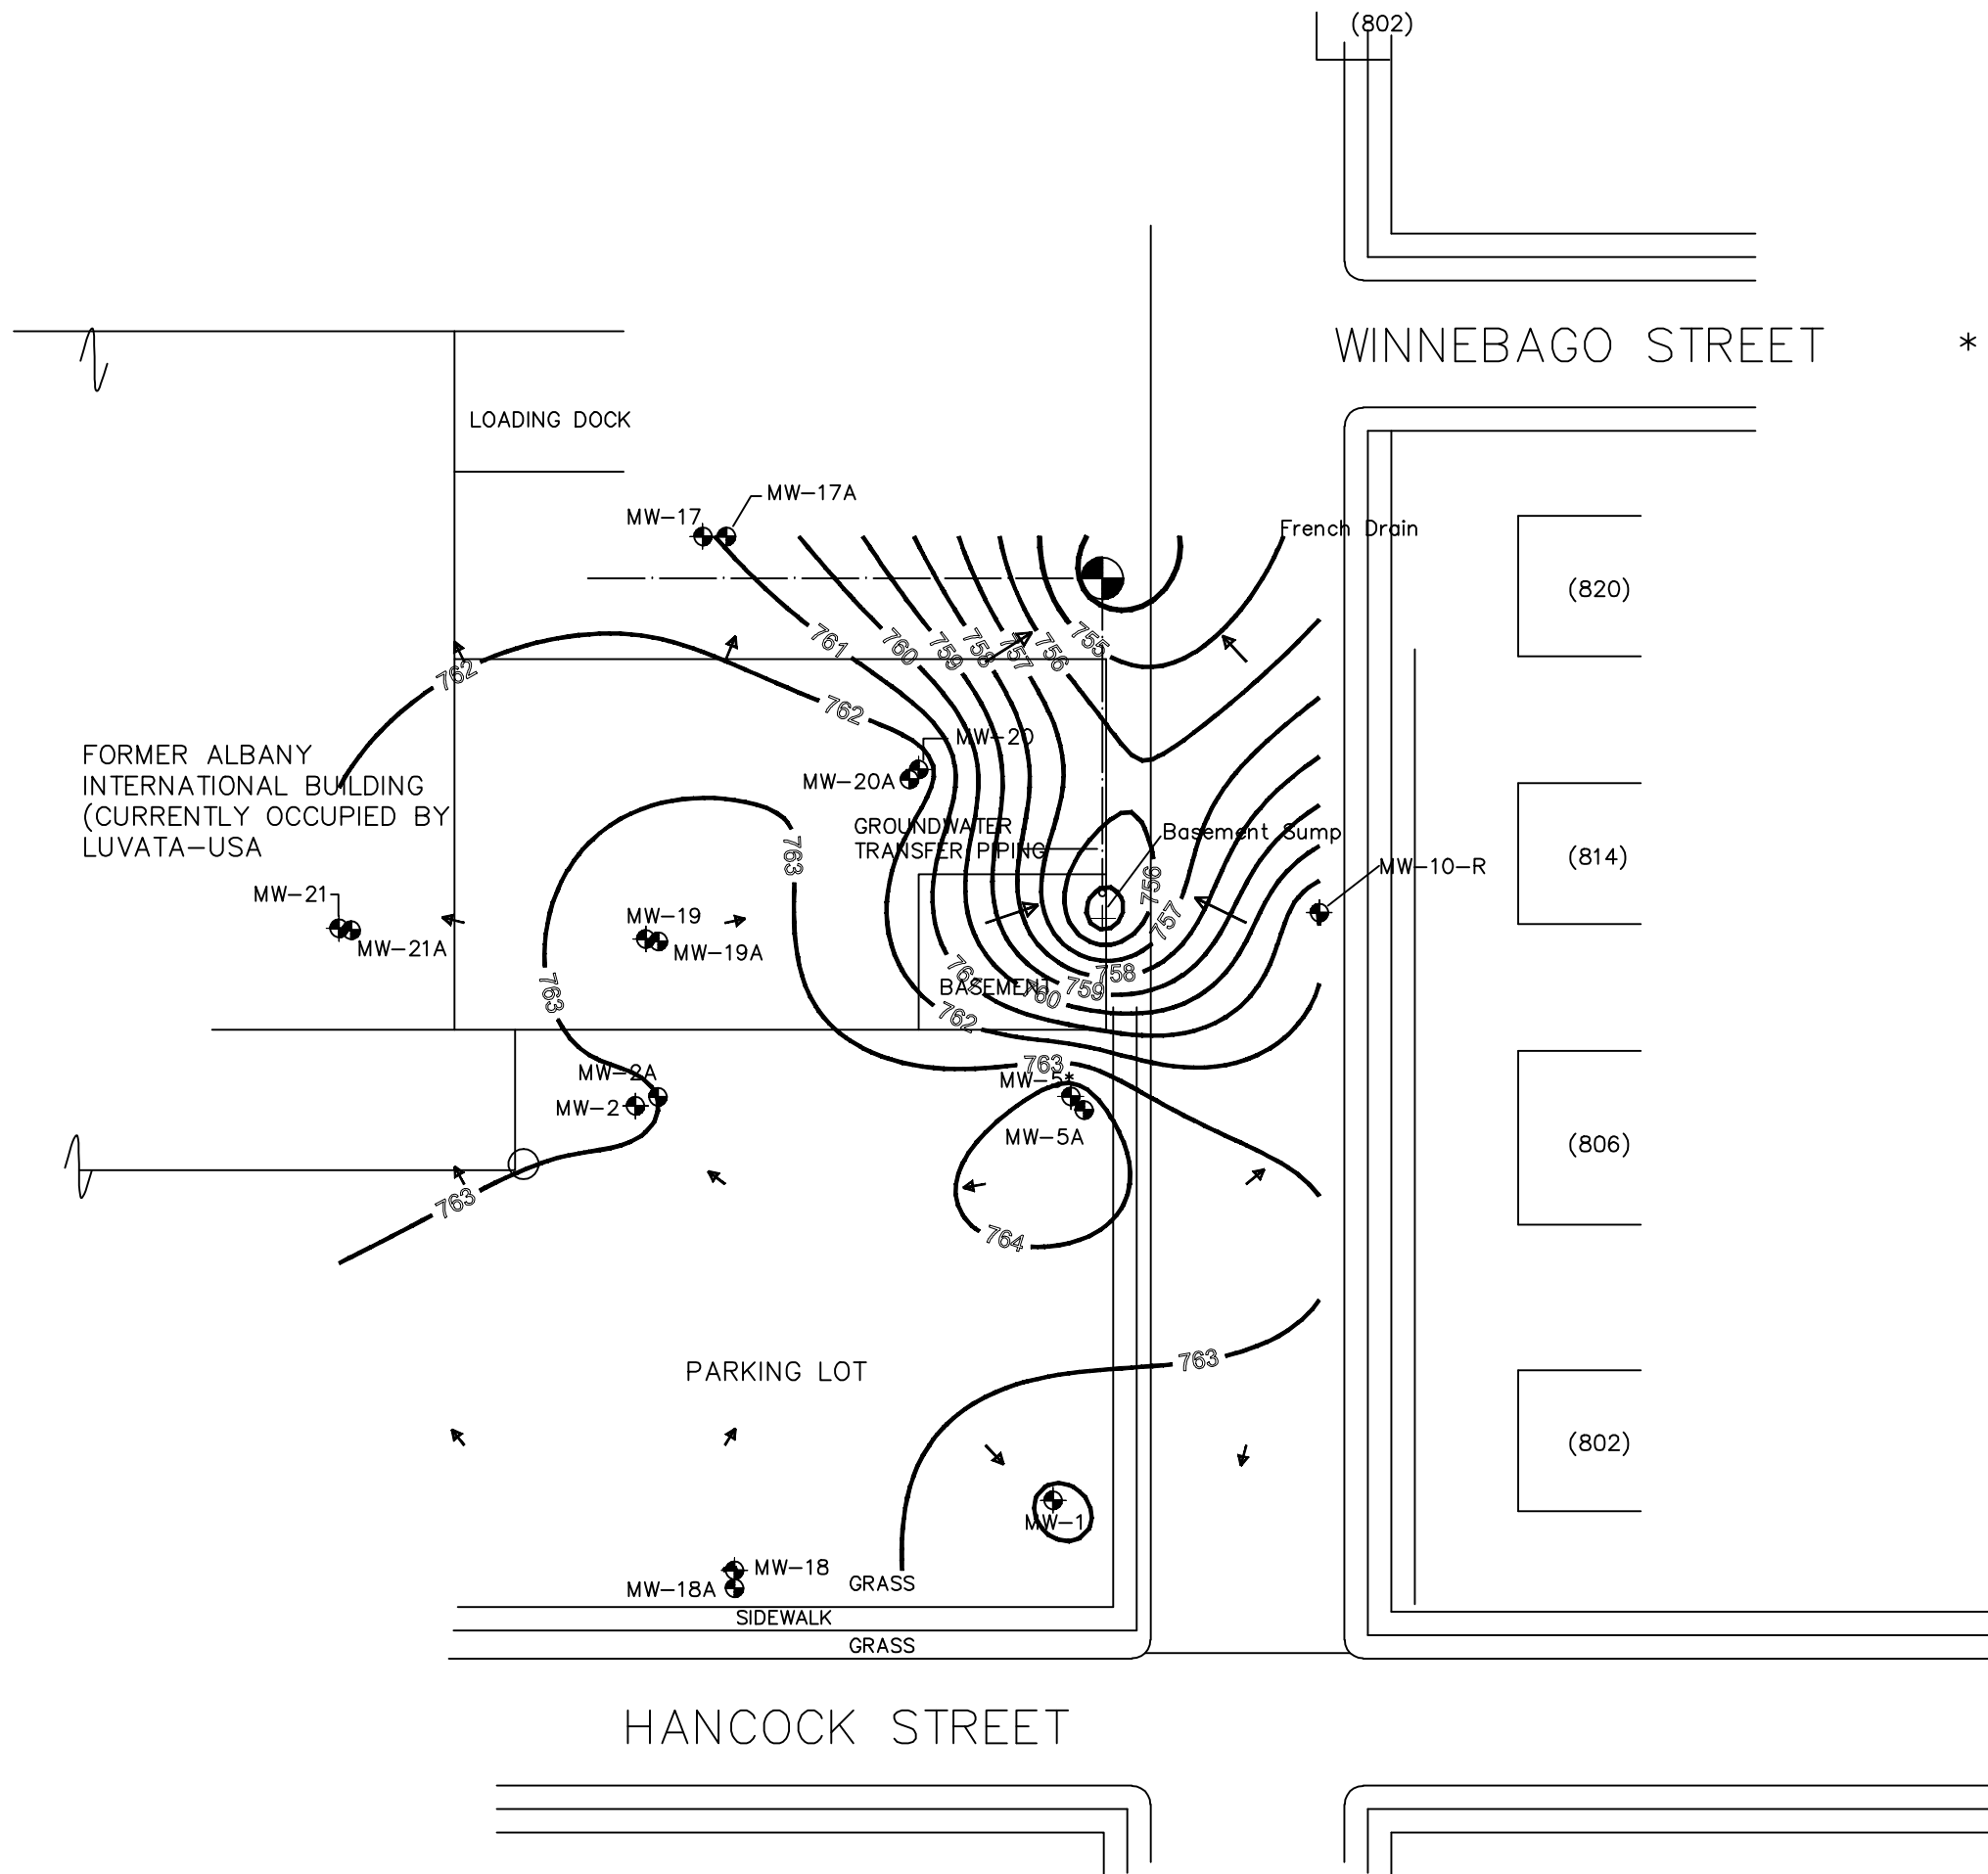 (802)
WINNEBAGO STREET *
LOADING DOCK
MW-17A
MW-17
French Drain
(820)
761
760
759
758
757
756
755
762
762
MW-20
MW-20A
FORMER ALBANY
INTERNATIONAL BUILDING
(CURRENTLY OCCUPIED BY
LUVATA-USA
GROUNDWATER
TRANSFER PIPING
Basement Sump
763
(814)
MW-10-R
756
MW-21
757
MW-19
MW-21A
MW-19A
761
758
BASEMENT
760
759
763
762
763
MW-2A
MW-5*
MW-2
MW-5A
(806)
763
764
763
PARKING LOT
(802)
MW-1
MW-18
MW-18A
GRASS
SIDEWALK
GRASS
HANCOCK STREET